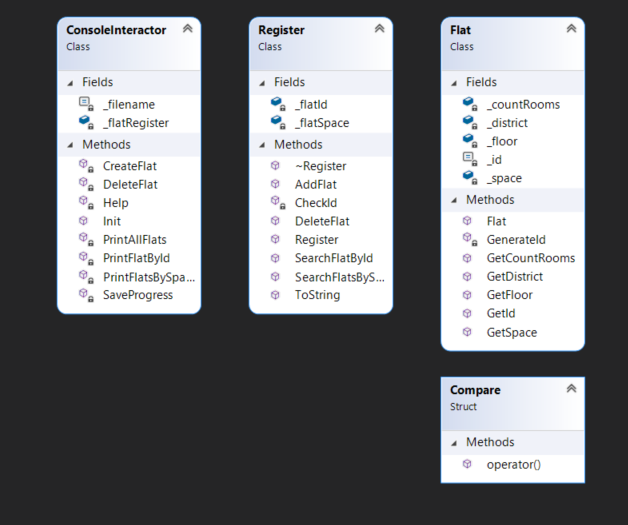 ConsoleInteractor
Class
Fields
_filename
_flatRegister
Methods
CreateFlat
DeleteFlat
Help
Init
PrintAllFlats
PrintFlatById
PrintFlatsBySpa...
SaveProgress
Register
Class
Fields
_flatId
_flatSpace
Methods
~Register
AddFlat
CheckId
DeleteFlat
Register
SearchFlatById
SearchFlatsByS...
ToString
Flat
Class
Fields
_countRooms
_district
_floor
_id
_space
Methods
Flat
GenerateId
GetCountRooms
GetDistrict
GetFloor
GetId
GetSpace
Compare
Struct
Methods
operator()